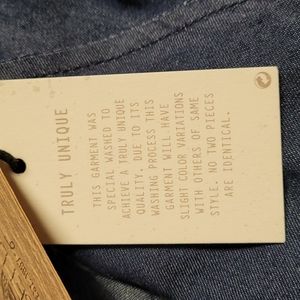 TRULY UNIQUE
THIS GARMENT WAS
SPECIAL WASHED TO
ACHIEVE A TRULY UNIQUE
QUALITY. DUE TO ITS
WASHING PROCESS THIS
GARMENT WILL HAVE
SLIGHT COLOR VARIATIONS
WITH OTHERS OF SAME
STYLE. NO TWO PIECES
ARE IDENTICAL.